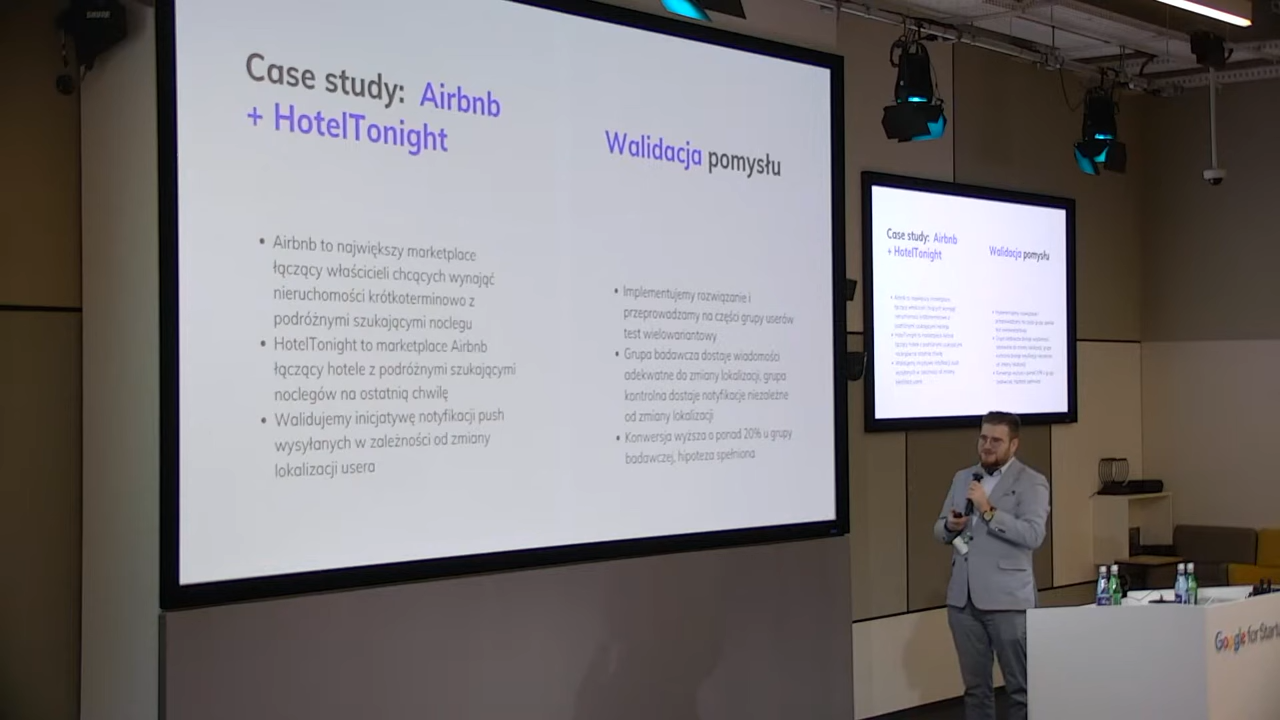 Case study: Airbnb
+ HotelTonight
Airbnb to największy marketplace
łączący właścicieli chcących wynająć
nieruchomości krótkoterminowo z
podróżnymi szukającymi noclegu
HotelTonight to marketplace Airbnb
łączący hotele z podróżnymi szukającymi
noclegów na ostatnią chwilę
Walidujemy inicjatywę notyfikacji push
wysyłanych w zależności od zmiany
lokalizacji usera
Walidacja pomysłu
Implementujemy rozwiązanie i
przeprowadzamy na części grupy userów
test wielowariantowy
Grupa badawcza dostaje wiadomości
adekwatne do zmiany lokalizacji, grupa
kontrolna dostaje notyfikacje niezależne
od zmiany lokalizacji
Konwersja wyższa o ponad 20% u grupy
badawczej, hipoteza spełniona
Case study: Airbnb
+ HotelTonight
Walidacja pomysłu
Google for